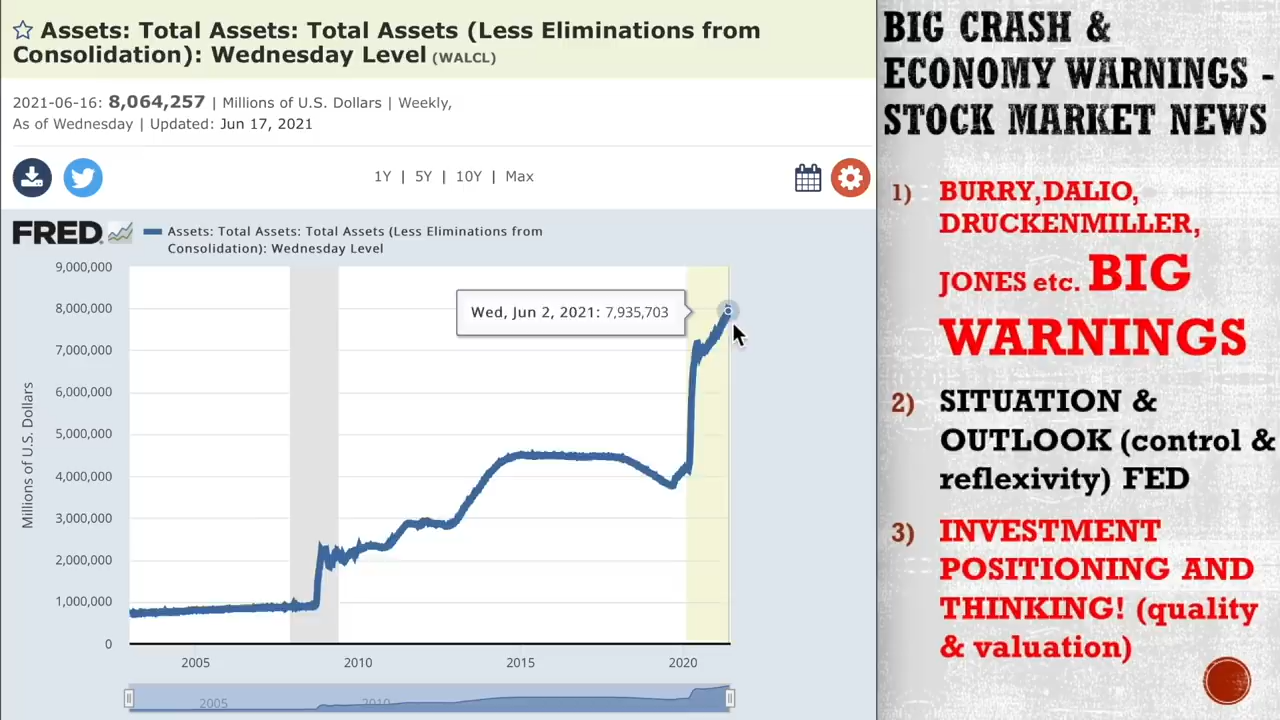 Assets: Total Assets: Total Assets (Less Eliminations from
Consolidation): Wednesday Level (WALCL)
2021-06-16: 8,064,257 | Millions of U.S. Dollars | Weekly,
As of Wednesday | Updated: Jun 17, 2021
1Y | 5Y | 10Y | Max
FRED
Assets: Total Assets: Total Assets (Less Eliminations from
Consolidation): Wednesday Level
Millions of U.S. Dollars
9,000,000
8,000,000
7,000,000
6,000,000
5,000,000
4,000,000
3,000,000
2,000,000
1,000,000
0
Wed, Jun 2, 2021: 7,935,703
2005
2010
2015
2020
2005
2010
BIG CRASH &
ECONOMY WARNINGS -
STOCK MARKET NEWS
1) BURRY,DALIO,
DRUCKENMILLER,
JONES etc. BIG
WARNINGS
2) SITUATION &
OUTLOOK (control &
reflexivity) FED
3) INVESTMENT
POSITIONING AND
THINKING! (quality
& valuation)